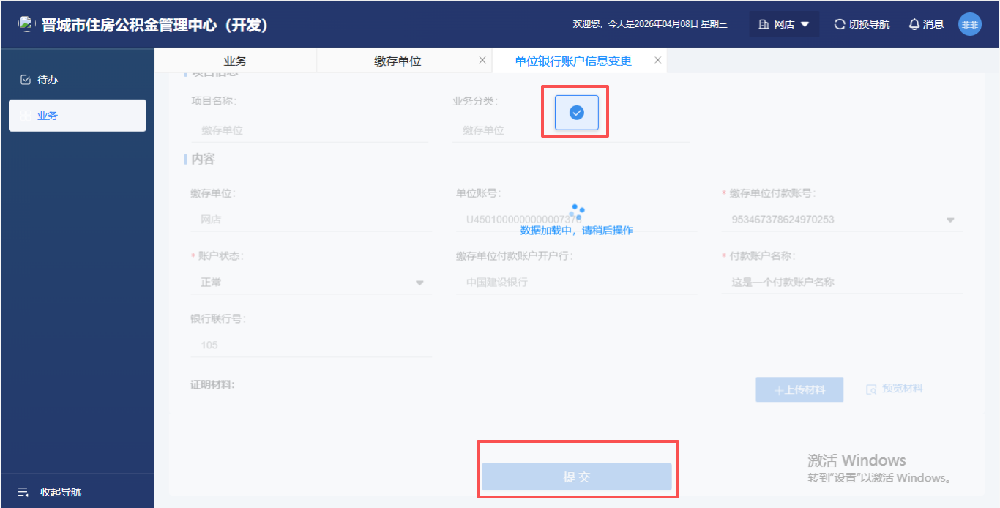 晋城市住房公积金管理中心（开发）
欢迎您，今天是2026年04月08日 星期三
网店
切换导航
消息
菲菲
待办
业务
收起导航
业务
缴存单位
单位银行账户信息变更
项目信息
项目名称:
业务分类:
缴存单位
缴存单位
内容
缴存单位:
单位账号:
* 缴存单位付款账号:
网店
953467378624970253
数据加载中，请稍后操作
* 账户状态:
缴存单位付款账户开户行:
* 付款账户名称:
正常
中国建设银行
这是一个付款账户名称
银行联行号:
105
证明材料:
+上传材料
预览材料
提 交
激活 Windows
转到"设置"以激活 Windows。